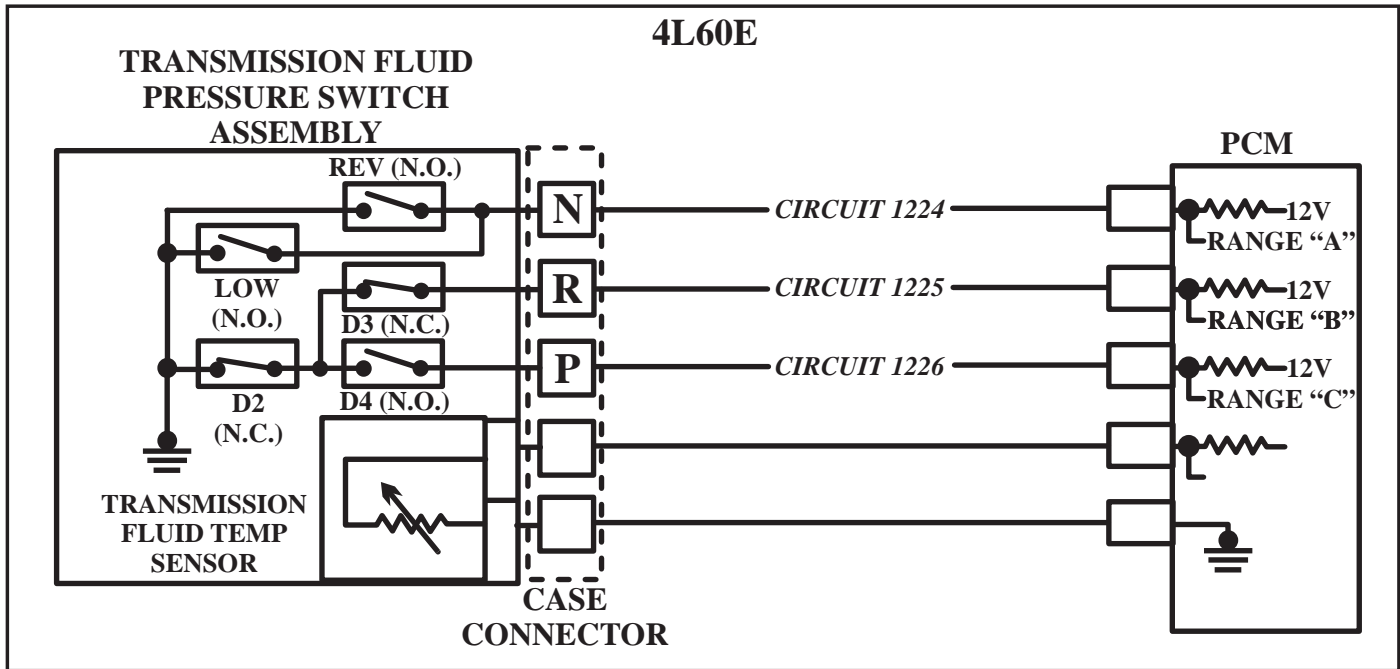 4L60E
TRANSMISSION FLUID
PRESSURE SWITCH
ASSEMBLY
PCM
REV (N.O.)
N
CIRCUIT 1224
12V
RANGE “A”
LOW
(N.O.)
R
CIRCUIT 1225
12V
D3 (N.C.)
RANGE “B”
P
CIRCUIT 1226
12V
D2
(N.C.)
D4 (N.O.)
RANGE “C”
TRANSMISSION
FLUID TEMP
SENSOR
CASE
CONNECTOR